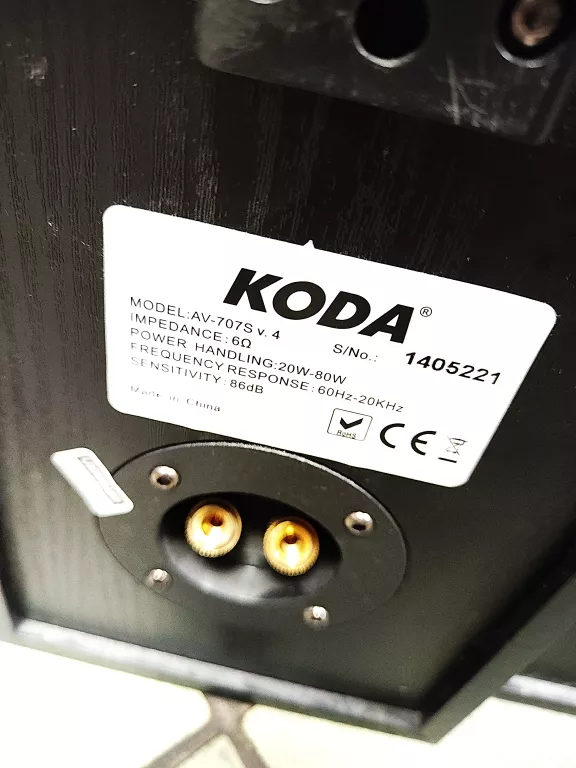 KODA®
MODEL:AV-707S v. 4
S/No.: 1405221
IMPEDANCE: 6Ω
POWER HANDLING:20W-80W
FREQUENCY RESPONSE: 60Hz-20KHz
SENSITIVITY: 86dB
Made in China
RoHS
CE